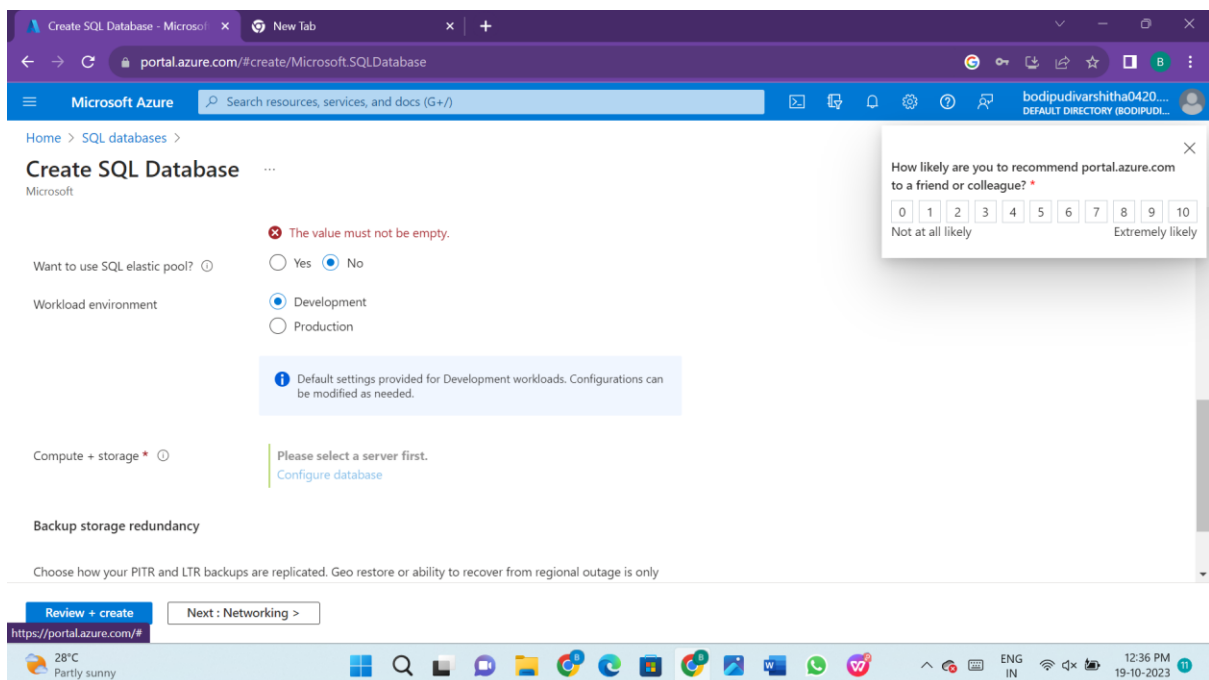 Create SQL Database - Microsof
New Tab
portal.azure.com/#create/Microsoft.SQLDatabase
B
Microsoft Azure
Search resources, services, and docs (G+/)
bodipudivarshitha0420....
DEFAULT DIRECTORY (BODIPUDI...
Home > SQL databases >
Create SQL Database ...
Microsoft
How likely are you to recommend portal.azure.com
to a friend or colleague? *
0 1 2 3 4 5 6 7 8 9 10
Not at all likely Extremely likely
The value must not be empty.
Want to use SQL elastic pool? Yes No
Workload environment Development
Production
Default settings provided for Development workloads. Configurations can
be modified as needed.
Compute + storage * Please select a server first.
Configure database
Backup storage redundancy
Choose how your PITR and LTR backups are replicated. Geo restore or ability to recover from regional outage is only
Review + create Next : Networking >
https://portal.azure.com/#
28°C
Partly sunny
ENG
IN
12:36 PM
19-10-2023
11